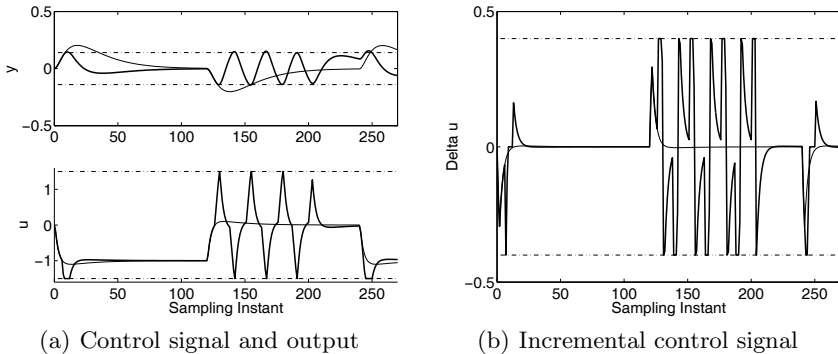 0.5
0
−0.5
y
0 50 100 150 200 250
1
0
−1
u
0 50 100 150 200 250
Sampling Instant
(a) Control signal and output
0.5
0
−0.5
Delta u
0 50 100 150 200 250
Sampling Instant
(b) Incremental control signal